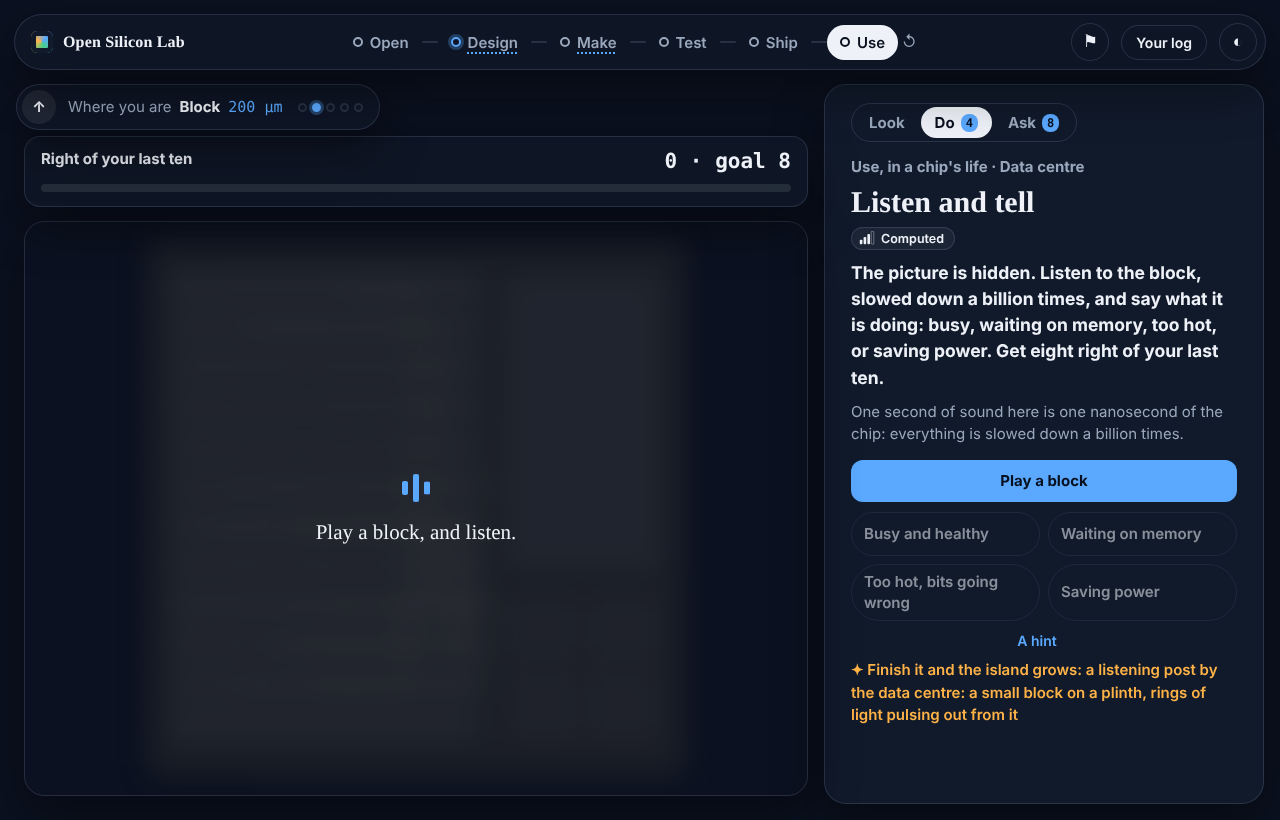 Open Silicon Lab
Open
Design
Make
Test
Ship
Use
Your log
Where you are Block 200 µm
Right of your last ten
0 · goal 8
Play a block, and listen.
Look
Do 4
Ask 8
Use, in a chip's life · Data centre
Listen and tell
Computed
The picture is hidden. Listen to the block,
slowed down a billion times, and say what it
is doing: busy, waiting on memory, too hot,
or saving power. Get eight right of your last
ten.
One second of sound here is one nanosecond of the
chip: everything is slowed down a billion times.
Play a block
Busy and healthy
Waiting on memory
Too hot, bits going
wrong
Saving power
A hint
✦ Finish it and the island grows: a listening post by
the data centre: a small block on a plinth, rings of
light pulsing out from it